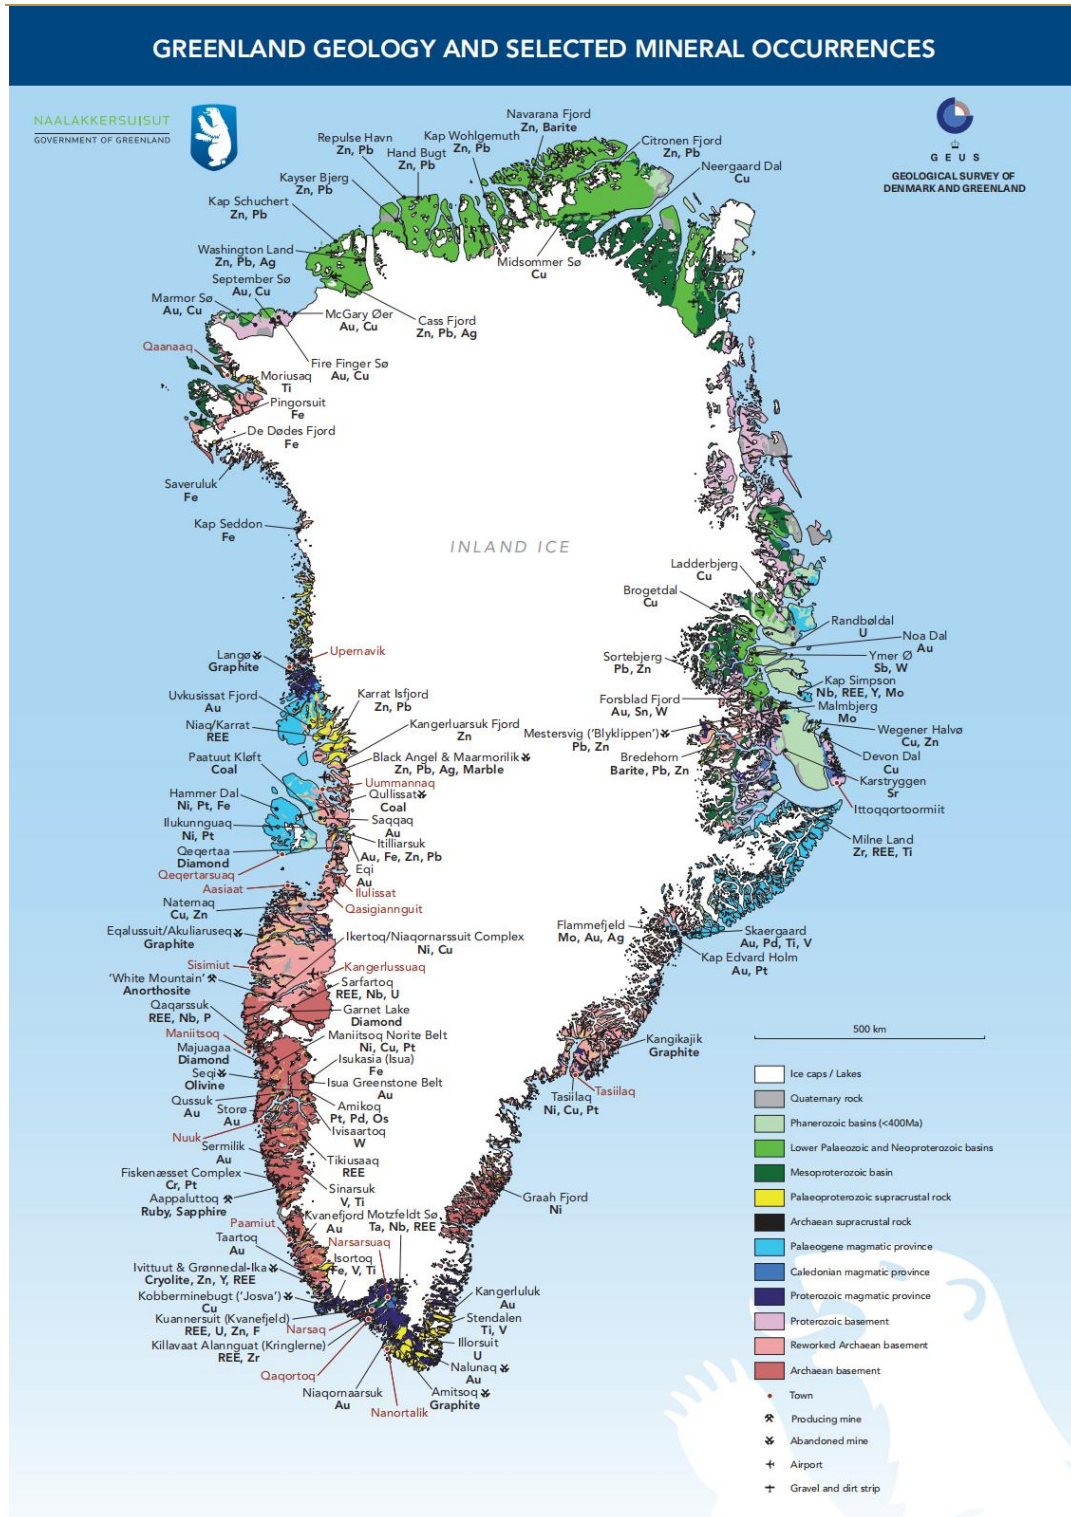 GREENLAND GEOLOGY AND SELECTED MINERAL OCCURRENCES
NAALAKKERSUISUT
GOVERNMENT OF GREENLAND
G E U S
GEOLOGICAL SURVEY OF
DENMARK AND GREENLAND
Navarana Fjord
Zn, Barite
Kap Wohlgemuth
Zn, Pb
Repulse Havn
Zn, Pb
Hand Bugt
Zn, Pb
Citronen Fjord
Zn, Pb
Neergaard Dal
Cu
Kayser Bjerg
Zn, Pb
Kap Schuchert
Zn, Pb
Washington Land
Zn, Pb, Ag
Midsommer Sø
Cu
September Sø
Au, Cu
Marmor Sø
Au, Cu
McGary Øer
Au, Cu
Cass Fjord
Zn, Pb, Ag
Qaanaaq
Fire Finger Sø
Au, Cu
Moriusaq
Ti
Pingorsuit
Fe
De Dødes Fjord
Fe
Saveruluk
Fe
Kap Seddon
Fe
INLAND ICE
Ladderbjerg
Cu
Brogetdal
Cu
Randbøldal
U
Noa Dal
Au
Ymer Ø
Sb, W
Sortebjerg
Pb, Zn
Kap Simpson
Nb, REE, Y, Mo
Forsblad Fjord
Au, Sn, W
Malmbjerg
Mo
Wegener Halvø
Cu, Zn
Mestersvig ('Blyklippen')
Pb, Zn
Bredehorn
Barite, Pb, Zn
Devon Dal
Cu
Karstryggen
Sr
Ittoqqortoormiit
Milne Land
Zr, REE, Ti
Langø
Graphite
Upernavik
Uvkusissat Fjord
Au
Karrat Isfjord
Zn, Pb
Niaq/Karrat
REE
Kangerluarsuk Fjord
Zn
Paatuut Kløft
Coal
Black Angel & Maarmorilik
Zn, Pb, Ag, Marble
Uummannaq
Hammer Dal
Ni, Pt, Fe
Qullissat
Coal
Ilukunnguaq
Ni, Pt
Saqqaq
Au
Qeqertaa
Diamond
Itilliarsuk
Au, Fe, Zn, Pb
Qeqertarsuaq
Eqi
Au
Aasiaat
Ilulissat
Naternaq
Cu, Zn
Qasigiannguit
Eqalussuit/Akuliaruseq
Graphite
Ikertoq/Niaqornarssuit Complex
Ni, Cu
Flammefjeld
Mo, Au, Ag
Skaergaard
Au, Pd, Ti, V
Kap Edvard Holm
Au, Pt
Sisimiut
Kangerlussuaq
'White Mountain'
Anorthosite
Sarfartoq
REE, Nb, U
Qaqarssuk
REE, Nb, P
Garnet Lake
Diamond
Maniitsoq
Maniitsoq Norite Belt
Ni, Cu, Pt
Majuagaa
Diamond
Isukasia (Isua)
Fe
Seqi
Olivine
Isua Greenstone Belt
Au
Qussuk
Au
Amikoq
Pt, Pd, Os
Storø
Au
Ivisaartoq
W
Nuuk
Sermilik
Au
Tikiusaaq
REE
Kangikajik
Graphite
Tasiilaq
Ni, Cu, Pt
Tasiilaq
Fiskenæsset Complex
Cr, Pt
Sinarsuk
V, Ti
Aappaluttoq
Ruby, Sapphire
Graah Fjord
Ni
Paamiut
Kvanefjord
Au
Motzfeldt Sø
Ta, Nb, REE
Taartoq
Au
Narsarsuaq
Isortoq
Fe, V, Ti
Ivittuut & Grønnedal-Ika
Cryolite, Zn, Y, REE
Kobberminebugt ('Josva')
Cu
Kangerluluk
Au
Kuannersuit (Kvanefjeld)
REE, U, Zn, F
Narsaq
Stendalen
Ti, V
Killavaat Alannguat (Kringlerne)
REE, Zr
Illorsuit
U
Qaqortoq
Nalunaq
Au
Niaqornaarsuk
Au
Amitsoq
Graphite
Nanortalik
500 km
Ice caps / Lakes
Quaternary rock
Phanerozoic basins (<400Ma)
Lower Palaeozoic and Neoproterozoic basins
Mesoproterozoic basin
Palaeoproterozoic supracrustal rock
Archaean supracrustal rock
Palaeogene magmatic province
Caledonian magmatic province
Proterozoic magmatic province
Proterozoic basement
Reworked Archaean basement
Archaean basement
Town
Producing mine
Abandoned mine
Airport
Gravel and dirt strip